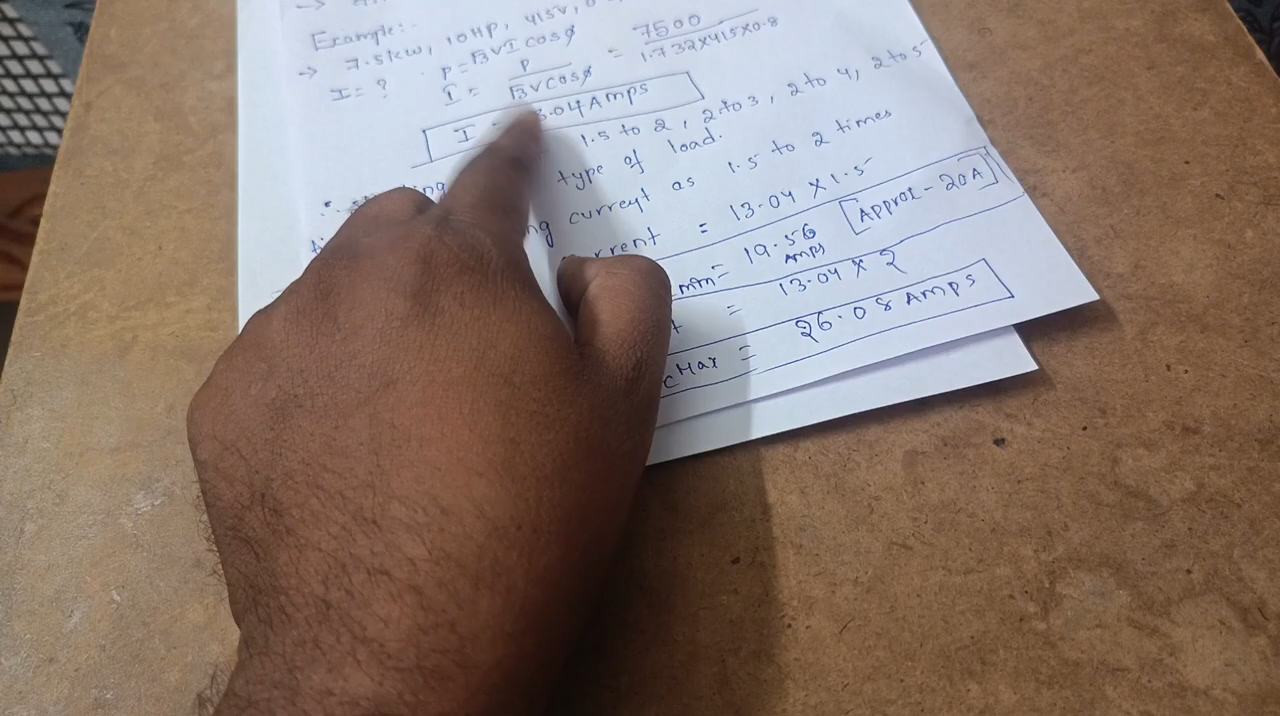 Example:-
→ 7.5kw, 10HP, 415V,
I = ? P = √3VI cosϕ
I = P / √3Vcosϕ = 7500 / 1.732×415×0.8
I = 3.04 Amps
1.5 to 2, 2 to 3, 2 to 4, 2 to 5
type of load.
current as 1.5 to 2 times
= 13.04 × 1.5
min = 19.56 AMPS [Approx - 20A]
= 13.04 × 2
Max = 26.08 Amps